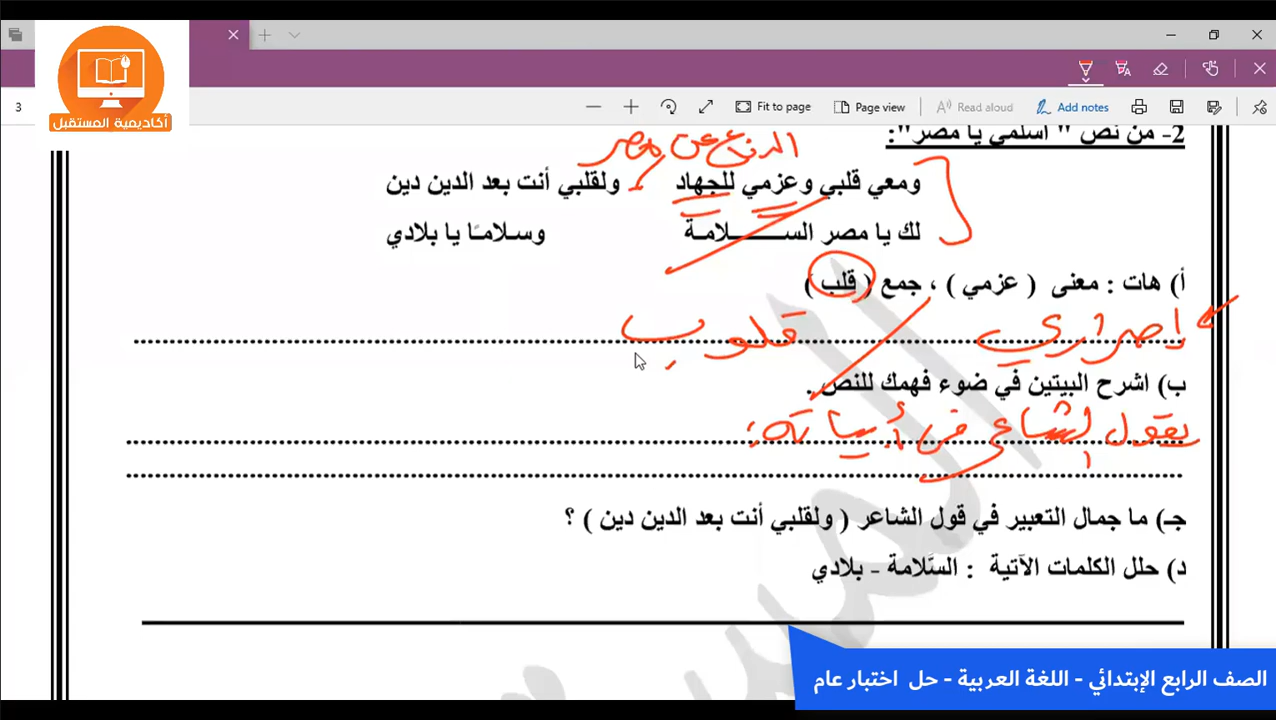 أكاديمية المستقبل
3
Fit to page
Page view
Read aloud
Add notes
2- من نص " اسلمي يا مصر":
الدفاع عن مصر
ومعي قلبي وعزمي للجهاد ولقلبي أنت بعد الدين دين
لك يا مصر الســـــــلامـة وسـلامـًا يا بلادي
أ) هات : معنى ( عزمي ) ، جمع ( قلب )
إصراري قلوب
ب) اشرح البيتين في ضوء فهمك للنص .
يقول الشاعر في أبياته :
جـ) ما جمال التعبير في قول الشاعر ( ولقلبي أنت بعد الدين دين ) ؟
د) حلل الكلمات الآتية : السّلامة - بلادي
الصف الرابع الإبتدائي - اللغة العربية - حل اختبار عام